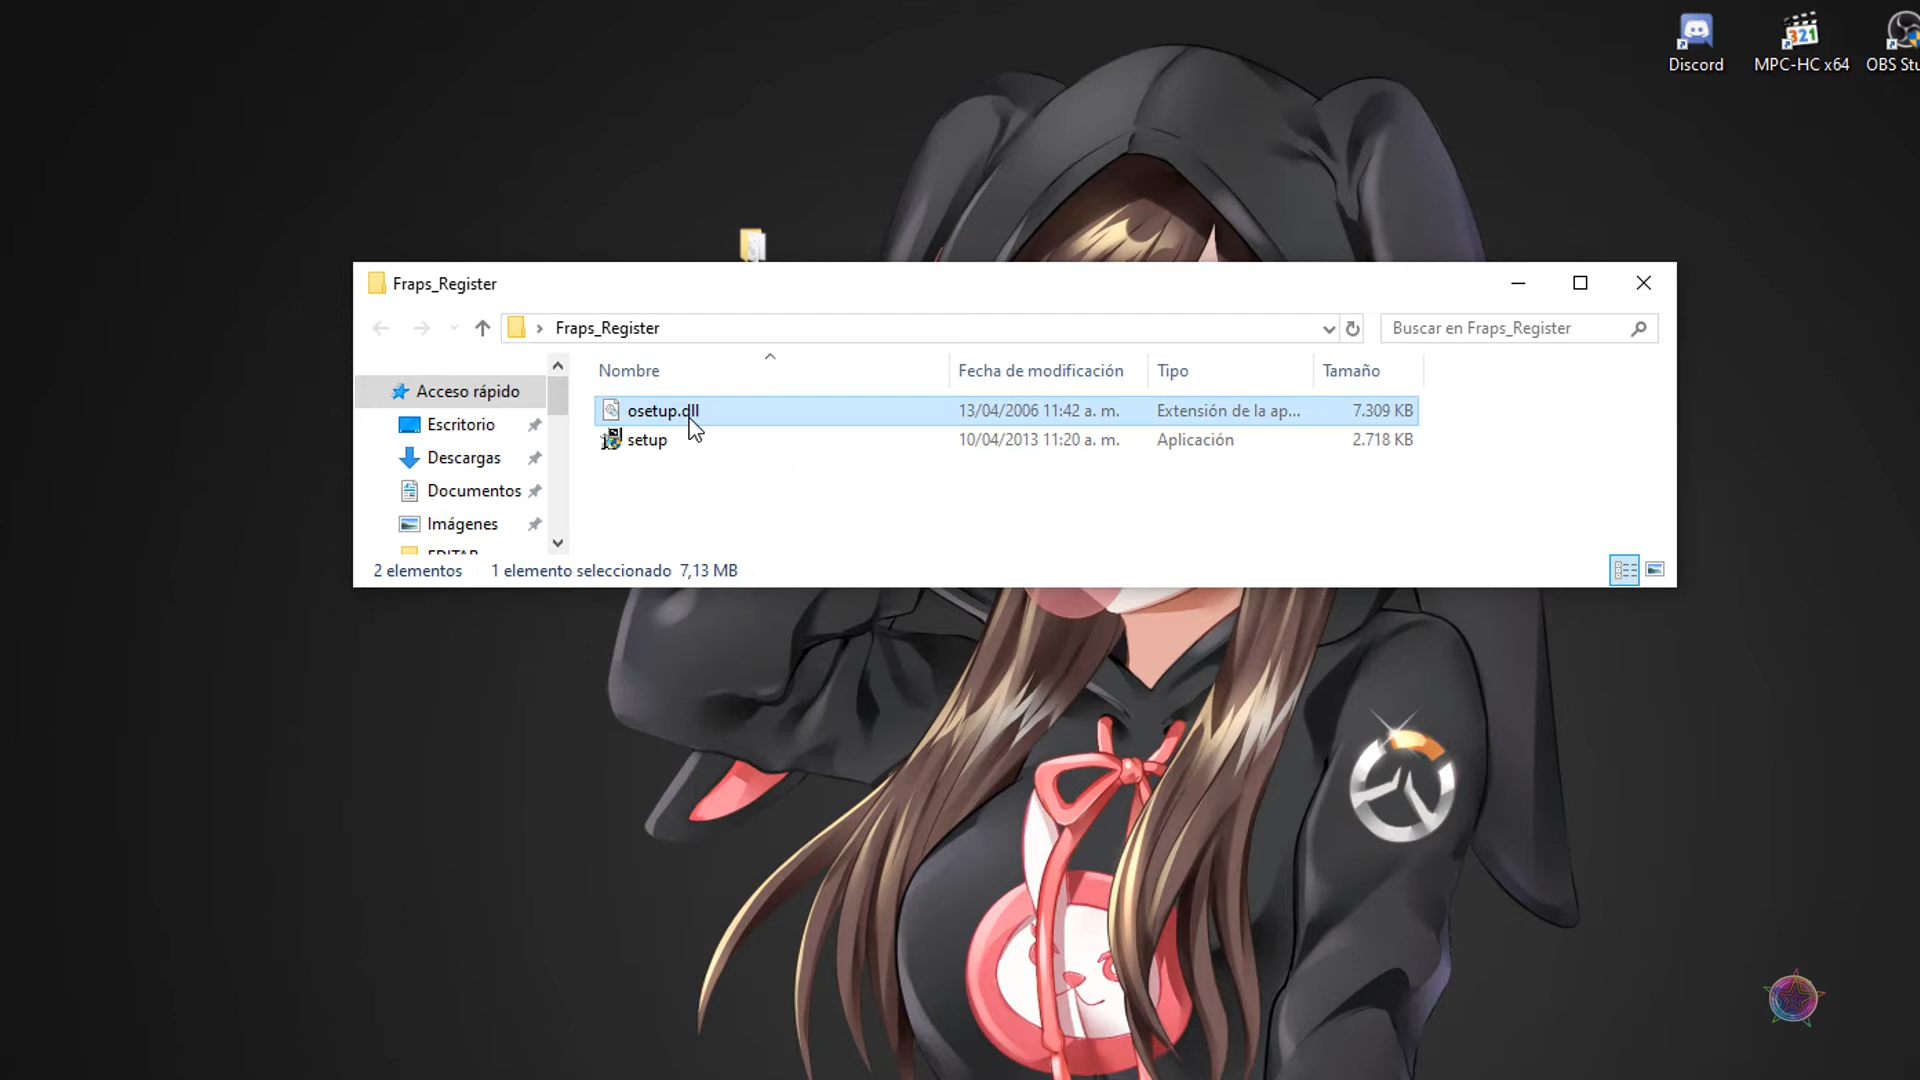 Discord
MPC-HC x64
OBS Stu
Fraps_Register
Fraps_Register
Buscar en Fraps_Register
Nombre
Fecha de modificación
Tipo
Tamaño
Acceso rápido
Escritorio
Descargas
Documentos
Imágenes
EDITAR
osetup.dll
13/04/2006 11:42 a. m.
Extensión de la ap...
7.309 KB
setup
10/04/2013 11:20 a. m.
Aplicación
2.718 KB
2 elementos
1 elemento seleccionado 7,13 MB